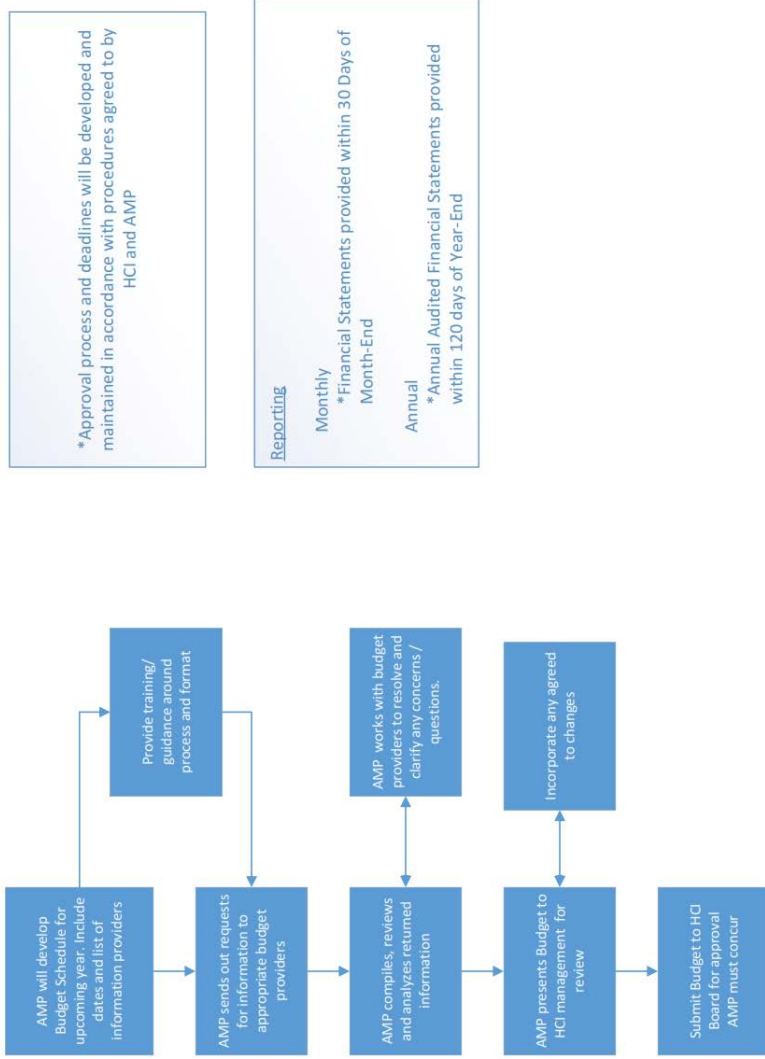 AMP will develop
Budget Schedule for
upcoming year. Include
dates and list of
information providers
Provide training/
guidance around
process and format
AMP sends out requests
for information to
appropriate budget
providers
AMP compiles, reviews
and analyzes returned
information
AMP works with budget
providers to resolve and
clarify any concerns /
questions.
AMP presents Budget to
HCI management for
review
Incorporate any agreed
to changes
Submit Budget to HCI
Board for approval
AMP must concur
*Approval process and deadlines will be developed and
maintained in accordance with procedures agreed to by
HCI and AMP
Reporting
Monthly
*Financial Statements provided within 30 Days of
Month-End
Annual
*Annual Audited Financial Statements provided
within 120 days of Year-End